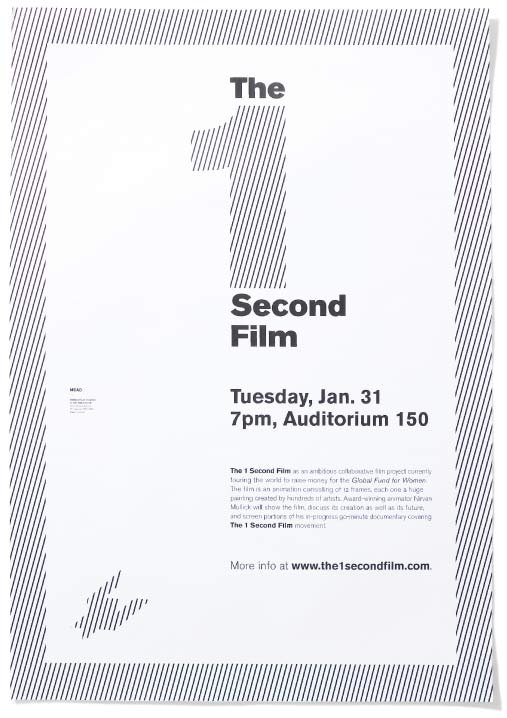 The
1
Second
Film
MCAD
Tuesday, Jan. 31
7pm, Auditorium 150
The 1 Second Film is an ambitious collaborative film project currently
touring the world to raise money for the Global Fund for Women.
The film is an animation consisting of 12 frames, each one a huge
painting created by hundreds of artists. Award-winning animator Nirvan
Mullick will show the film, discuss its creation as well as its future,
and screen portions of his in-progress 90-minute documentary covering
The 1 Second Film movement.
More info at www.the1secondfilm.com.